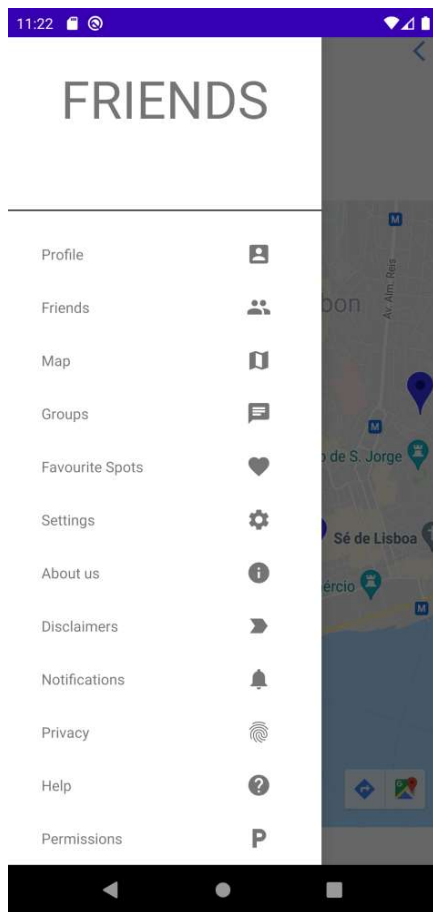 11:22
FRIENDS
Profile
Friends
Map
Groups
Favourite Spots
Settings
About us
Disclaimers
Notifications
Privacy
Help
Permissions
P
M
Av. Alm. Reis
bon
M
o de S. Jorge
Sé de Lisboa
ércio
M